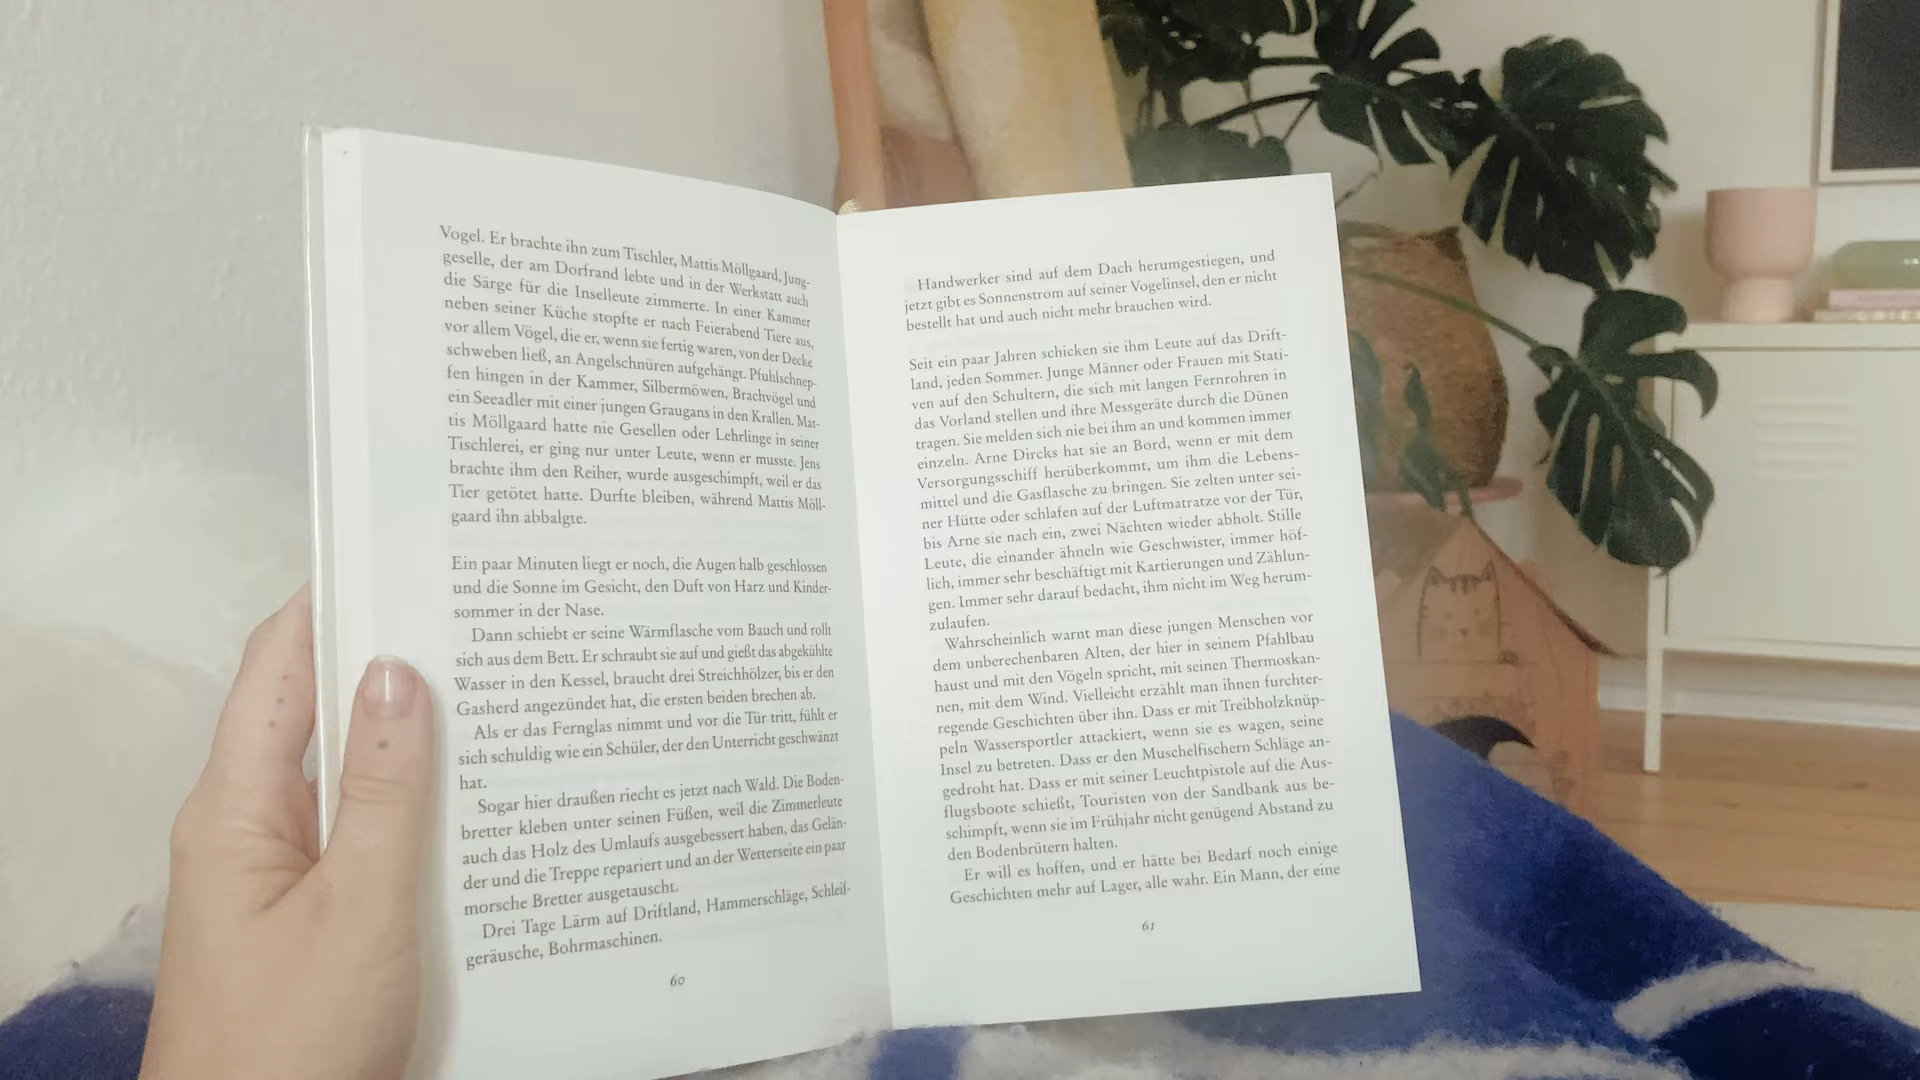 Vogel. Er brachte ihn zum Tischler, Mattis Möllgaard, Jung-
geselle, der am Dorfrand lebte und in der Werkstatt auch
die Särge für die Inselleute zimmerte. In einer Kammer
neben seiner Küche stopfte er nach Feierabend Tiere aus,
vor allem Vögel, die er, wenn sie fertig waren, von der Decke
schweben ließ, an Angelschnüren aufgehängt. Pfuhlschnep-
fen hingen in der Kammer, Silbermöwen, Brachvögel und
ein Seeadler mit einer jungen Graugans in den Krallen. Mat-
tis Möllgaard hatte nie Gesellen oder Lehrlinge in seiner
Tischlerei, er ging nur unter Leute, wenn er musste. Jens
brachte ihm den Reiher, wurde ausgeschimpft, weil er das
Tier getötet hatte. Durfte bleiben, während Mattis Möll-
gaard ihn abbalgte.
Ein paar Minuten liegt er noch, die Augen halb geschlossen
und die Sonne im Gesicht, den Duft von Harz und Kinder-
sommer in der Nase.
Dann schiebt er seine Wärmflasche vom Bauch und rollt
sich aus dem Bett. Er schraubt sie auf und gießt das abgekühlte
Wasser in den Kessel, braucht drei Streichhölzer, bis er den
Gasherd angezündet hat, die ersten beiden brechen ab.
Als er das Fernglas nimmt und vor die Tür tritt, fühlt er
sich schuldig wie ein Schüler, der den Unterricht geschwänzt
hat.
Sogar hier draußen riecht es jetzt nach Wald. Die Boden-
bretter kleben unter seinen Füßen, weil die Zimmerleute
auch das Holz des Umlaufs ausgebessert haben, das Gelän-
der und die Treppe repariert und an der Wetterseite ein paar
morsche Bretter ausgetauscht.
Drei Tage Lärm auf Driftland, Hammerschläge, Schleif-
geräusche, Bohrmaschinen.
60
Handwerker sind auf dem Dach herumgestiegen, und
jetzt gibt es Sonnenstrom auf seiner Vogelinsel, den er nicht
bestellt hat und auch nicht mehr brauchen wird.
Seit ein paar Jahren schicken sie ihm Leute auf das Drift-
land, jeden Sommer. Junge Männer oder Frauen mit Stati-
ven auf den Schultern, die sich mit langen Fernrohren in
das Vorland stellen und ihre Messgeräte durch die Dünen
tragen. Sie melden sich nie bei ihm an und kommen immer
einzeln. Arne Dircks hat sie an Bord, wenn er mit dem
Versorgungsschiff herüberkommt, um ihm die Lebens-
mittel und die Gasflasche zu bringen. Sie zelten unter sei-
ner Hütte oder schlafen auf der Luftmatratze vor der Tür,
bis Arne sie nach ein, zwei Nächten wieder abholt. Stille
Leute, die einander ähneln wie Geschwister, immer höf-
lich, immer sehr beschäftigt mit Kartierungen und Zählun-
gen. Immer sehr darauf bedacht, ihm nicht im Weg herum-
zulaufen.
Wahrscheinlich warnt man diese jungen Menschen vor
dem unberechenbaren Alten, der hier in seinem Pfahlbau
haust und mit den Vögeln spricht, mit seinen Thermoskan-
nen, mit dem Wind. Vielleicht erzählt man ihnen furchter-
regende Geschichten über ihn. Dass er mit Treibholzknüp-
peln Wassersportler attackiert, wenn sie es wagen, seine
Insel zu betreten. Dass er den Muschelfischern Schläge an-
gedroht hat. Dass er mit seiner Leuchtpistole auf die Aus-
flugsboote schießt, Touristen von der Sandbank aus be-
schimpft, wenn sie im Frühjahr nicht genügend Abstand zu
den Bodenbrütern halten.
Er will es hoffen, und er hätte bei Bedarf noch einige
Geschichten mehr auf Lager, alle wahr. Ein Mann, der eine
61